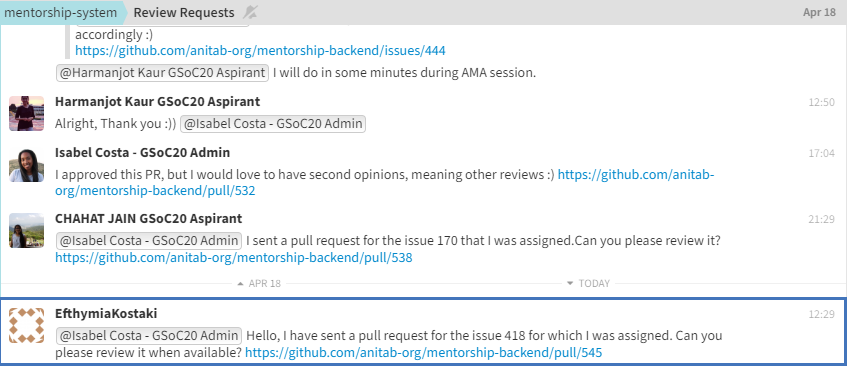 mentorship-system Review Requests Apr 18
accordingly :)
https://github.com/anitab-org/mentorship-backend/issues/444
@Harmanjot Kaur GSoC20 Aspirant I will do in some minutes during AMA session.
Harmanjot Kaur GSoC20 Aspirant 12:50
Alright, Thank you :)) @Isabel Costa - GSoC20 Admin
Isabel Costa - GSoC20 Admin 17:04
I approved this PR, but I would love to have second opinions, meaning other reviews :) https://github.com/anitab-
org/mentorship-backend/pull/532
CHAHAT JAIN GSoC20 Aspirant 21:29
@Isabel Costa - GSoC20 Admin I sent a pull request for the issue 170 that I was assigned.Can you please review it?
https://github.com/anitab-org/mentorship-backend/pull/538
APR 18 TODAY
EfthymiaKostaki 12:29
@Isabel Costa - GSoC20 Admin Hello, I have sent a pull request for the issue 418 for which I was assigned. Can you
please review it when available? https://github.com/anitab-org/mentorship-backend/pull/545